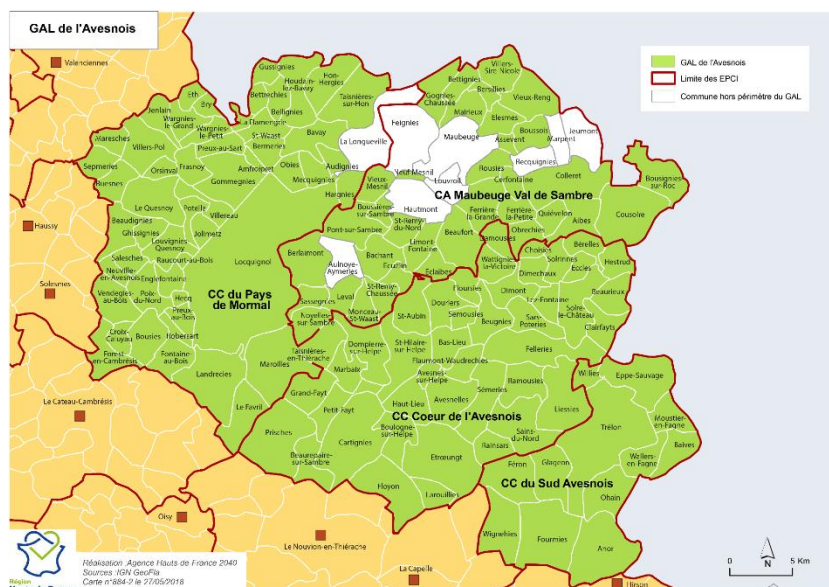 GAL de l'Avesnois
GAL de l'Avesnois
Limite des EPCI
Commune hors périmètre du GAL
Valenciennes
Haussy
Solesmes
Le Cateau-Cambrésis
Oisy
Le Nouvion-en-Thiérache
La Capelle
Hirson
CC du Pays
de Mormal
CA Maubeuge Val de Sambre
CC Coeur de l'Avesnois
CC du Sud Avesnois
Gussignies
Hon-
Hergies
Houdain-
lez-Bavay
Taisnières-
sur-Hon
Bettrechies
Bellignies
Eth
Bry
Jenlain
Wargnies-
le-Grand
Wargnies-
le-Petit
La Flamengrie
St-Waast
Bavay
La Longueville
Maresches
Villers-Pol
Preux-au-Sart
Bermeries
Audignies
Sepmeries
Orsinval
Frasnoy
Amfroipret
Obies
Mecquignies
Ruesnes
Gommegnies
Hargnies
Le Quesnoy
Potelle
Villereau
Beaudignies
Ghissignies
Jolimetz
Louvignies
Quesnoy
Salesches
Raucourt-au-Bois
Locquignol
Neuville-
en-Avesnois
Englefontaine
Vendegies-
au-Bois
Poix-
du-Nord
Hecq
Preux-
au-Bois
Croix-
Caluyau
Bousies
Robersart
Forest-
en-Cambrésis
Fontaine-
au-Bois
Landrecies
Maroilles
Le Favril
Villers-
Sire-Nicole
Bettignies
Gognies-
Chaussée
Bersillies
Vieux-Reng
Mairieux
Elesmes
Feignies
Maubeuge
Assevent
Boussois
Marpent
Jeumont
Recquignies
Rousies
Neuf-Mesnil
Louvroil
Vieux-
Mesnil
Hautmont
Cerfontaine
Colleret
Bousignies-
sur-Roc
Boussières-
sur-Sambre
St-Remy-
du-Nord
Ferrière-
la-Grande
Ferrière-
la-Petite
Quiévelon
Aibes
Cousolre
Pont-sur-Sambre
Limont-
Fontaine
Beaufort
Damousies
Obrechies
Berlaimont
Aulnoye-
Aymeries
Bachant
Ecuélin
Éclaibes
Wattignies-
la-Victoire
Choisies
Bérelles
Solrinnes
Eccles
Hestrud
Dimechaux
Sassegnies
Leval
St-Remy-
Chaussée
Monceau-
St-Waast
Noyelles-
sur-Sambre
Floursies
Dimont
Lez-Fontaine
Beaurieux
Dourlers
St-Aubin
Semousies
Beugnies
Sars-
Poteries
Solre-
le-Château
Clairfayts
Taisnières-
en-Thiérache
Dompierre-
sur-Helpe
St-Hilaire-
sur-Helpe
Bas-Lieu
Felleries
Marbaix
Flaumont-Waudrechies
Avesnes-
sur-Helpe
Grand-Fayt
Ramousies
Sémeries
Willies
Eppe-Sauvage
Petit-Fayt
Haut-Lieu
Avesnelles
Liessies
Prisches
Boulogne-
sur-Helpe
Sains-
du-Nord
Trélon
Moustier-
en-Fagne
Cartignies
Rainsars
Baives
Beaurepaire-
sur-Sambre
Etrœungt
Féron
Glageon
Wallers-
en-Fagne
Floyon
Larouillies
Ohain
Wignehies
Fourmies
Anor
Région
Réalisation :Agence Hauts de France 2040
Sources :IGN GeoFla
Carte n°884-2 le 27/05/2018
0 5 Km